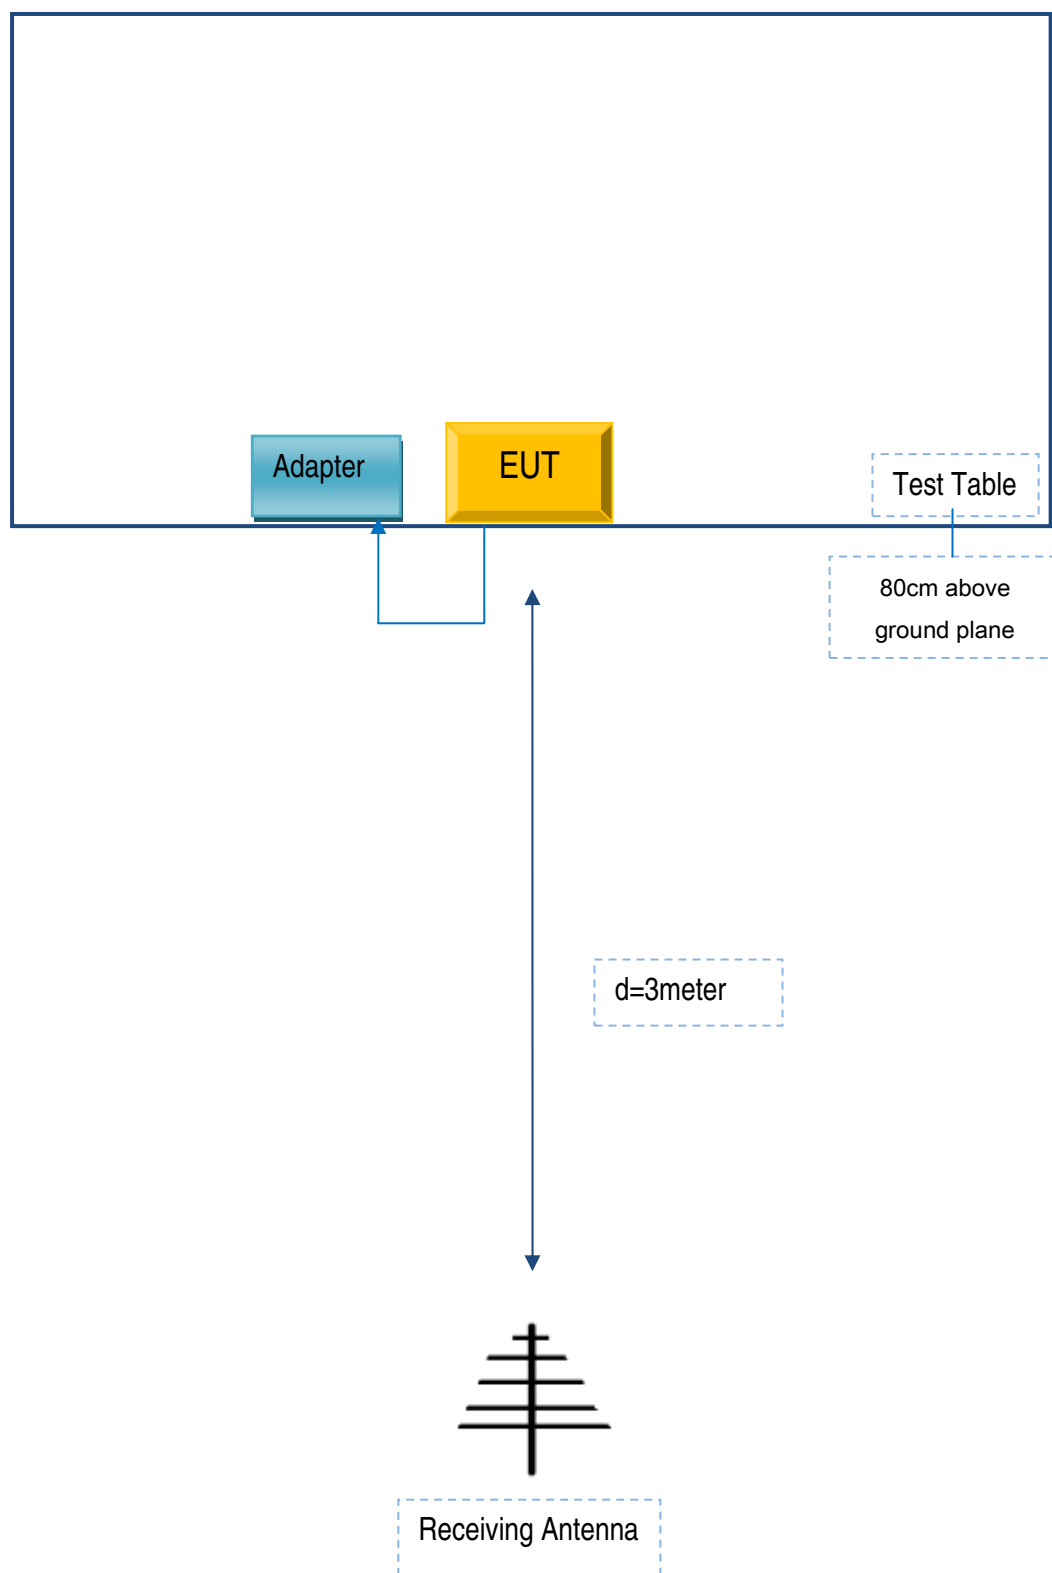 Adapter
EUT
Test Table
80cm above
ground plane
d=3meter
Receiving Antenna